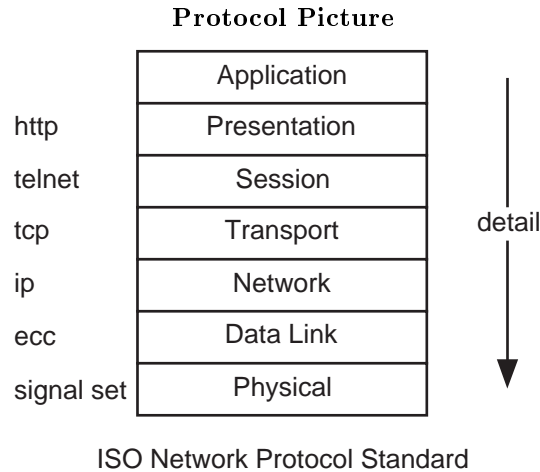 Protocol Picture
Application
http Presentation
telnet Session
tcp Transport
detail
ip Network
ecc Data Link
signal set Physical
ISO Network Protocol Standard